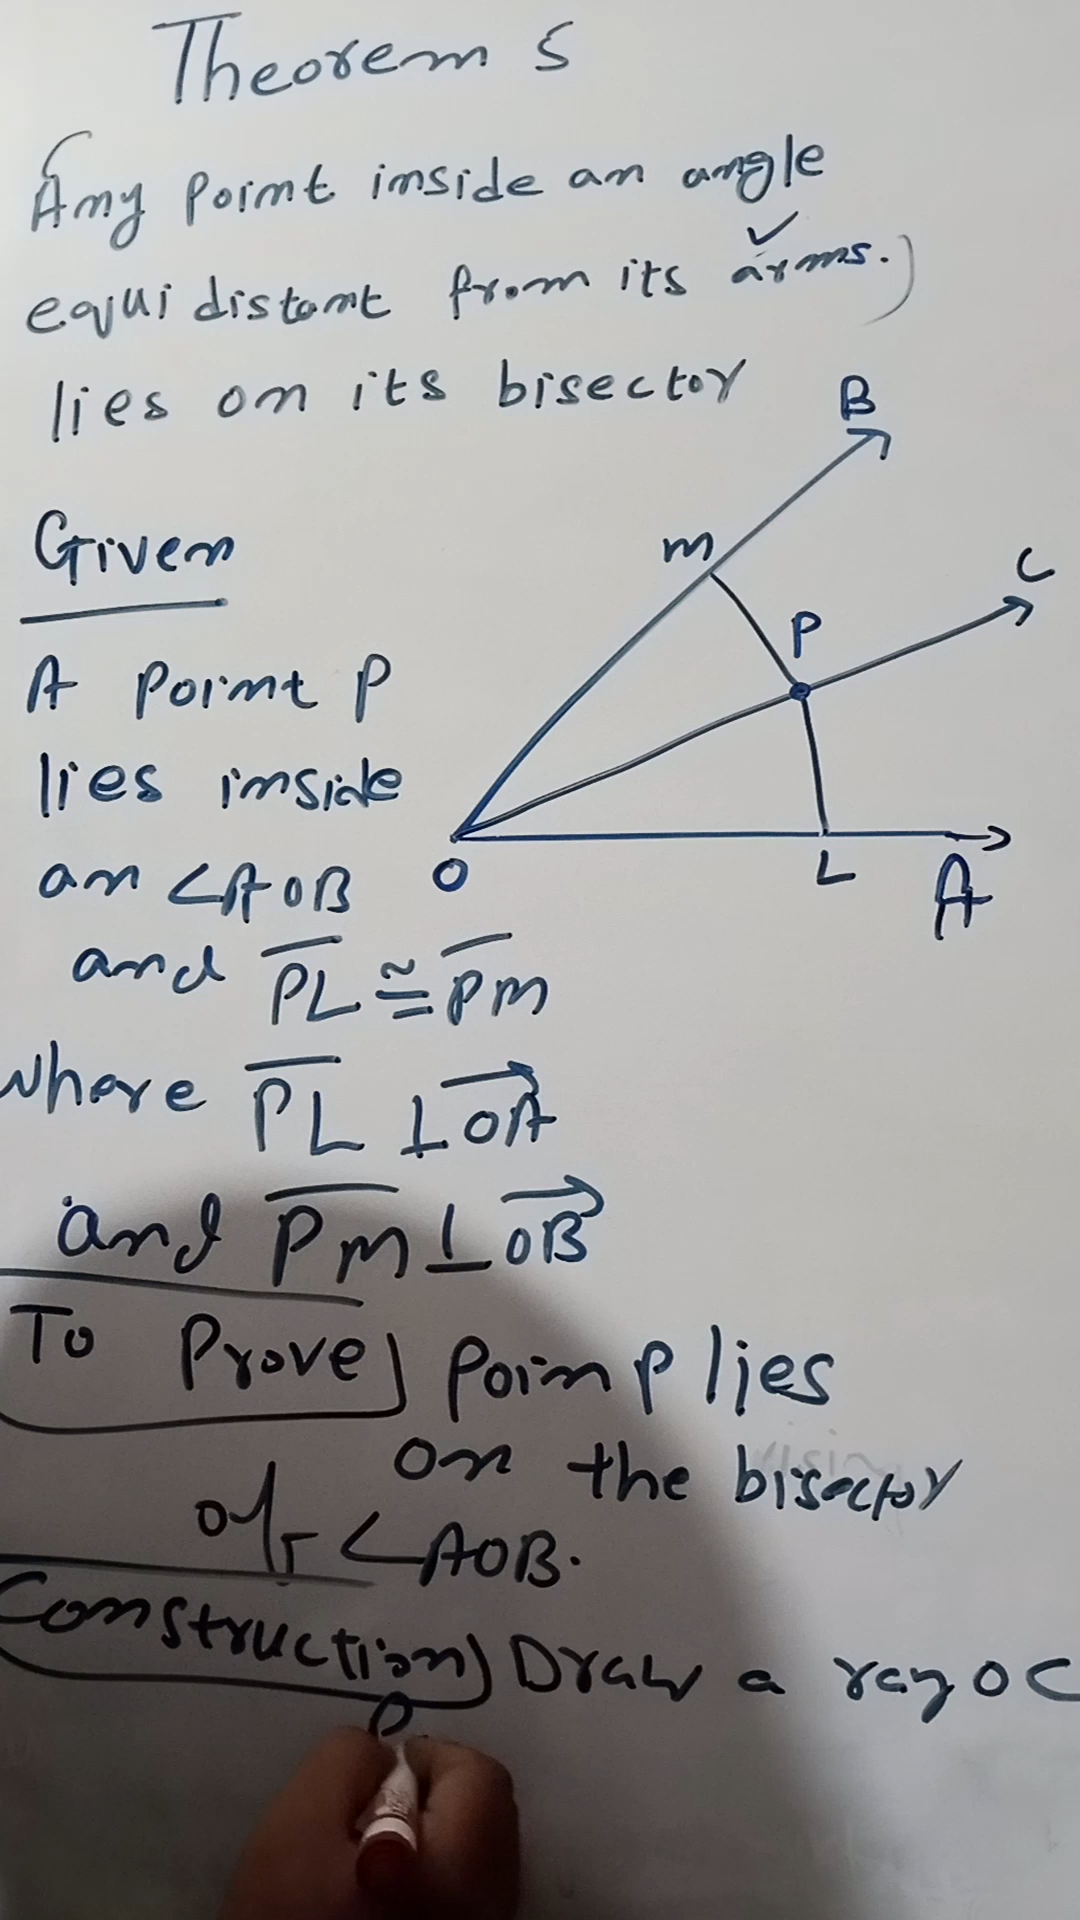 Theorem 5
Any Point inside an angle
equidistant from its arms.)
lies on its bisector
B
Given
M
C
P
A Point P
lies inside
an ∠AOB
O
L
A
and PL ≅ PM
where PL ⊥ OA
and PM ⊥ OB
To Prove) Poin P lies
on the bisector
of ∠AOB.
Construction) Draw a ray OC
P